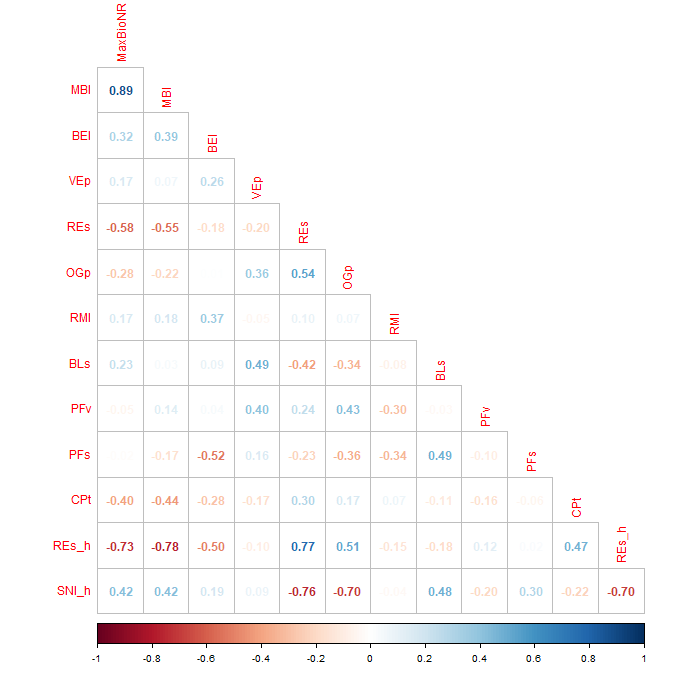 MaxBioNR
MBI 0.89 MBI
BEI 0.32 0.39 BEI
VEp 0.17 0.07 0.26 VEp
REs -0.58 -0.55 -0.18 -0.20 REs
OGp -0.28 -0.22 0.36 0.54 OGp
RMI 0.17 0.18 0.37 -0.05 0.10 0.07 RMI
BLs 0.23 0.09 0.49 -0.42 -0.34 BLs
PFv 0.14 0.40 0.24 0.43 -0.30 PFv
PFs -0.17 -0.52 0.16 -0.23 -0.36 -0.34 0.49 -0.10 PFs
CPt -0.40 -0.44 -0.28 -0.17 0.30 0.17 0.07 -0.11 -0.16 CPt
REs_h -0.73 -0.78 -0.50 -0.10 0.77 0.51 -0.15 -0.18 0.12 0.47 REs_h
SNI_h 0.42 0.42 0.19 0.09 -0.76 -0.70 0.48 -0.20 0.30 -0.22 -0.70
-1 -0.8 -0.6 -0.4 -0.2 0 0.2 0.4 0.6 0.8 1